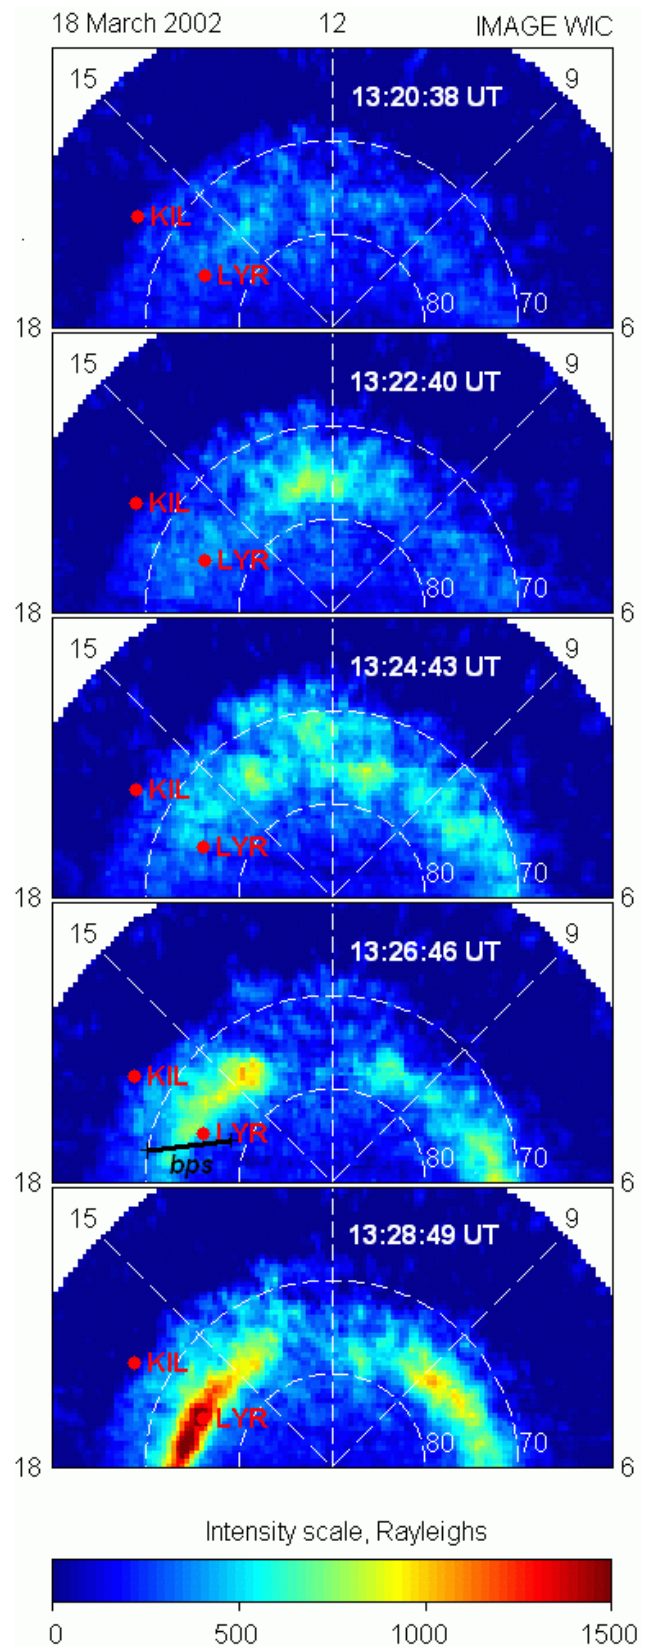 18 March 2002 12 IMAGE WIC
15 13:20:38 UT 9
KIL
LYR
80 70
18 6
15 13:22:40 UT 9
KIL
LYR
80 70
18 6
15 13:24:43 UT 9
KIL
LYR
80 70
18 6
15 13:26:46 UT 9
KIL
LYR
bps 80 70
18 6
15 13:28:49 UT 9
KIL
LYR
80 70
18 6
Intensity scale, Rayleighs
0 500 1000 1500